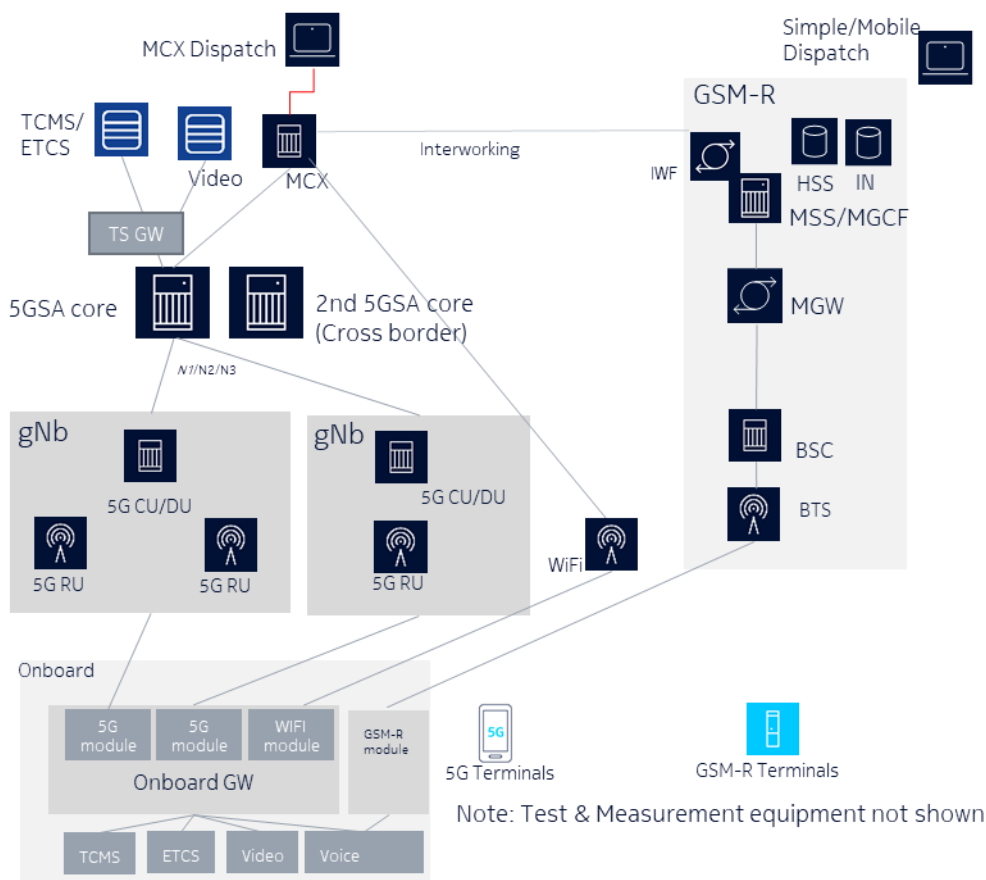 MCX Dispatch
Simple/Mobile
Dispatch
GSM-R
TCMS/
ETCS
Video
MCX
Interworking
IWF
HSS
IN
MSS/MGCF
TS GW
5GSA core
2nd 5GSA core
(Cross border)
MGW
N1/N2/N3
gNb
gNb
5G CU/DU
5G CU/DU
BSC
BTS
5G RU
5G RU
5G RU
WiFi
Onboard
5G
module
5G
module
WIFI
module
GSM-R
module
Onboard GW
5G
5G Terminals
GSM-R Terminals
Note: Test & Measurement equipment not shown
TCMS
ETCS
Video
Voice